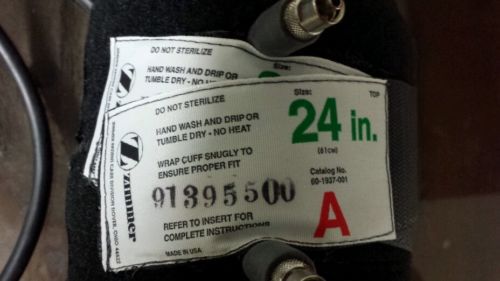 DO NOT STERILIZE
HAND WASH AND DRIP OR
TUMBLE DRY - NO HEAT
Size:
zimmer
DO NOT STERILIZE
HAND WASH AND DRIP OR
TUMBLE DRY - NO HEAT
WRAP CUFF SNUGLY TO
ENSURE PROPER FIT
91395500
REFER TO INSERT FOR
COMPLETE INSTRUCTIONS
MADE IN USA
Size:
TOP
24 in.
(61cm)
Catalog No.
60-1937-001
A